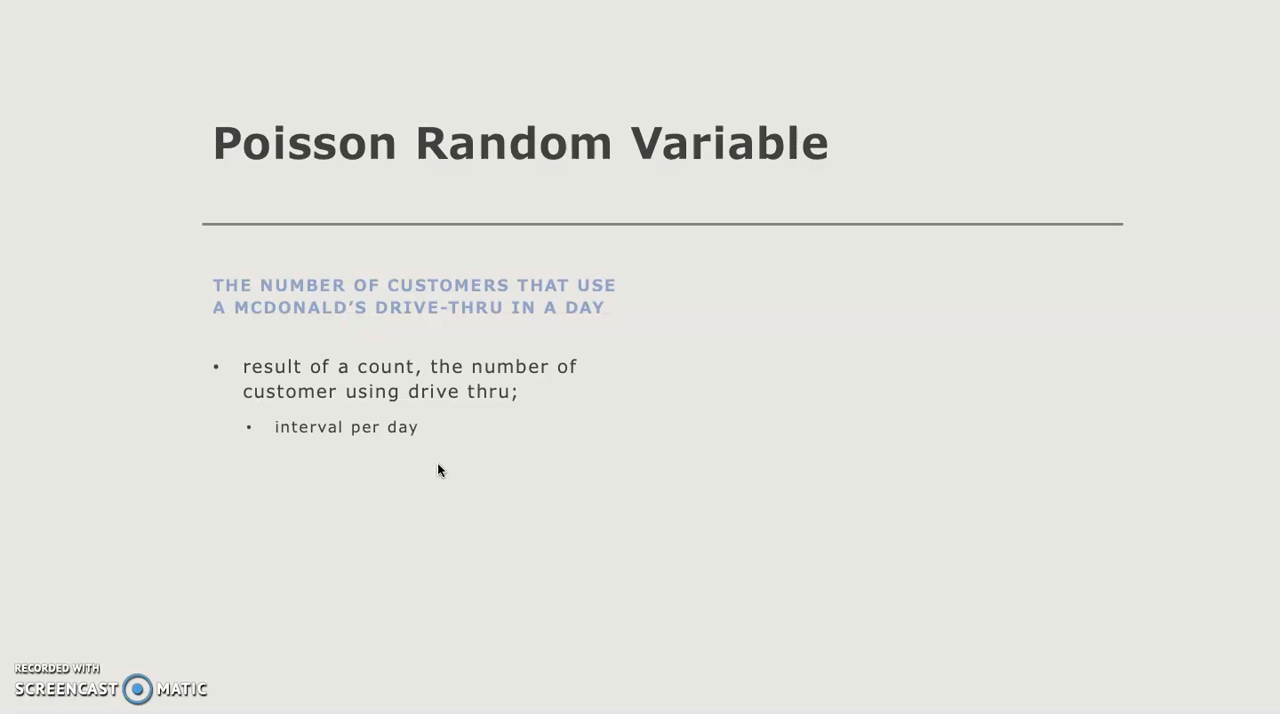 Poisson Random Variable
THE NUMBER OF CUSTOMERS THAT USE
A MCDONALD'S DRIVE-THRU IN A DAY
• result of a count, the number of
customer using drive thru;
• interval per day
RECORDED WITH
SCREENCAST MATIC